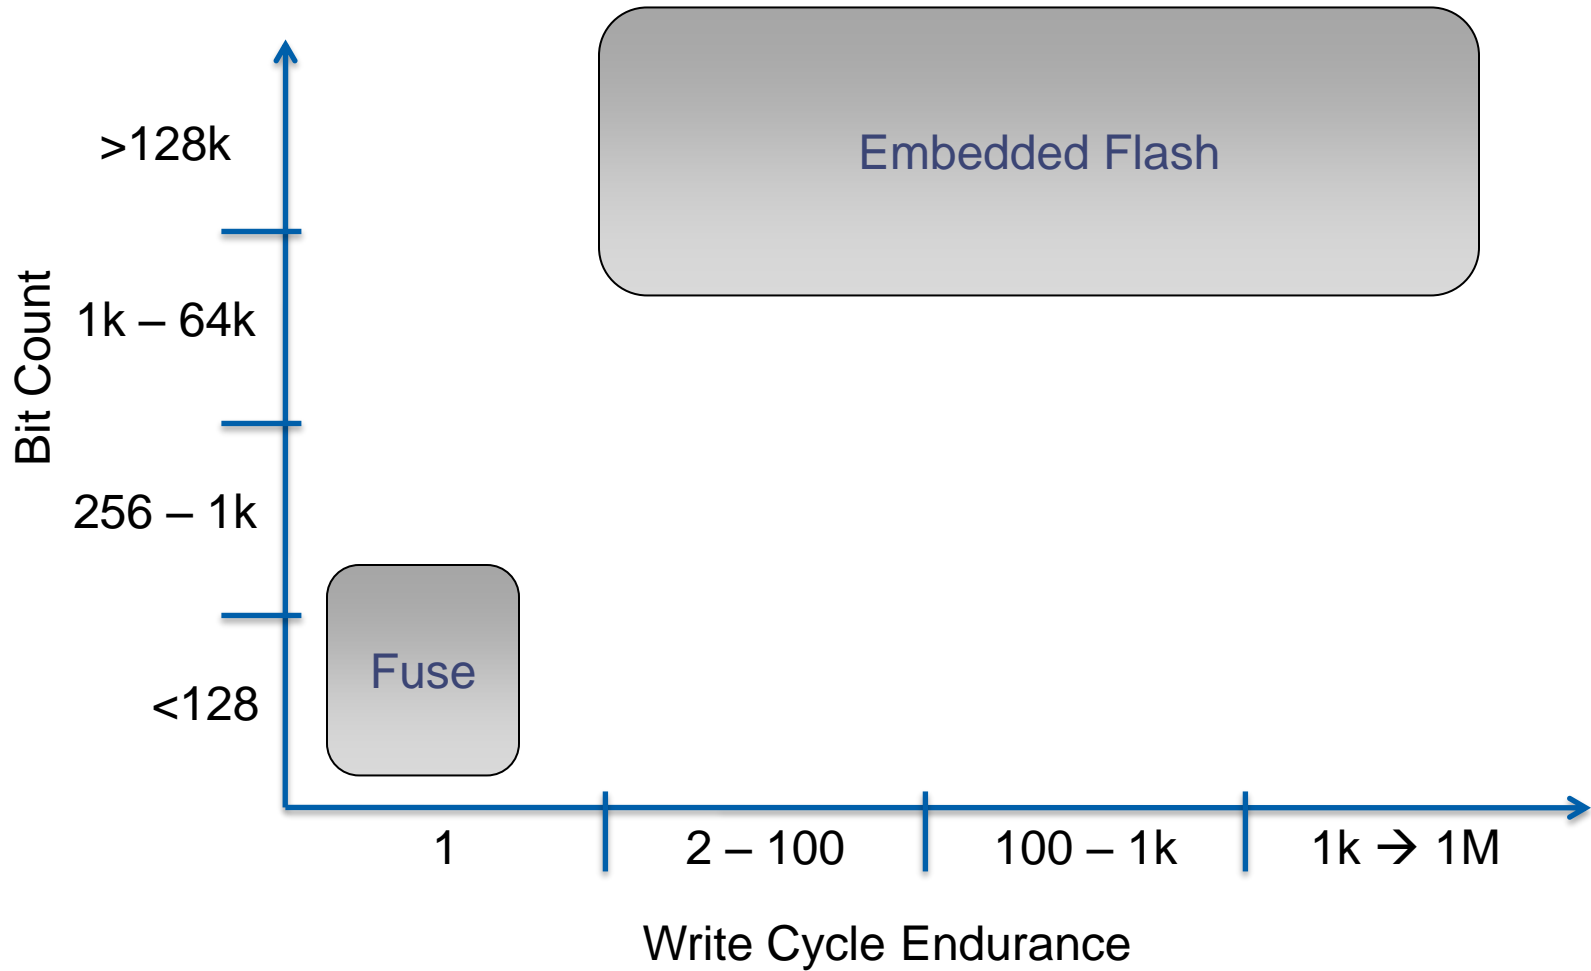 Embedded Flash
>128k
1k – 64k
Bit Count
256 – 1k
Fuse
<128
1
2 – 100
100 – 1k
1k → 1M
Write Cycle Endurance